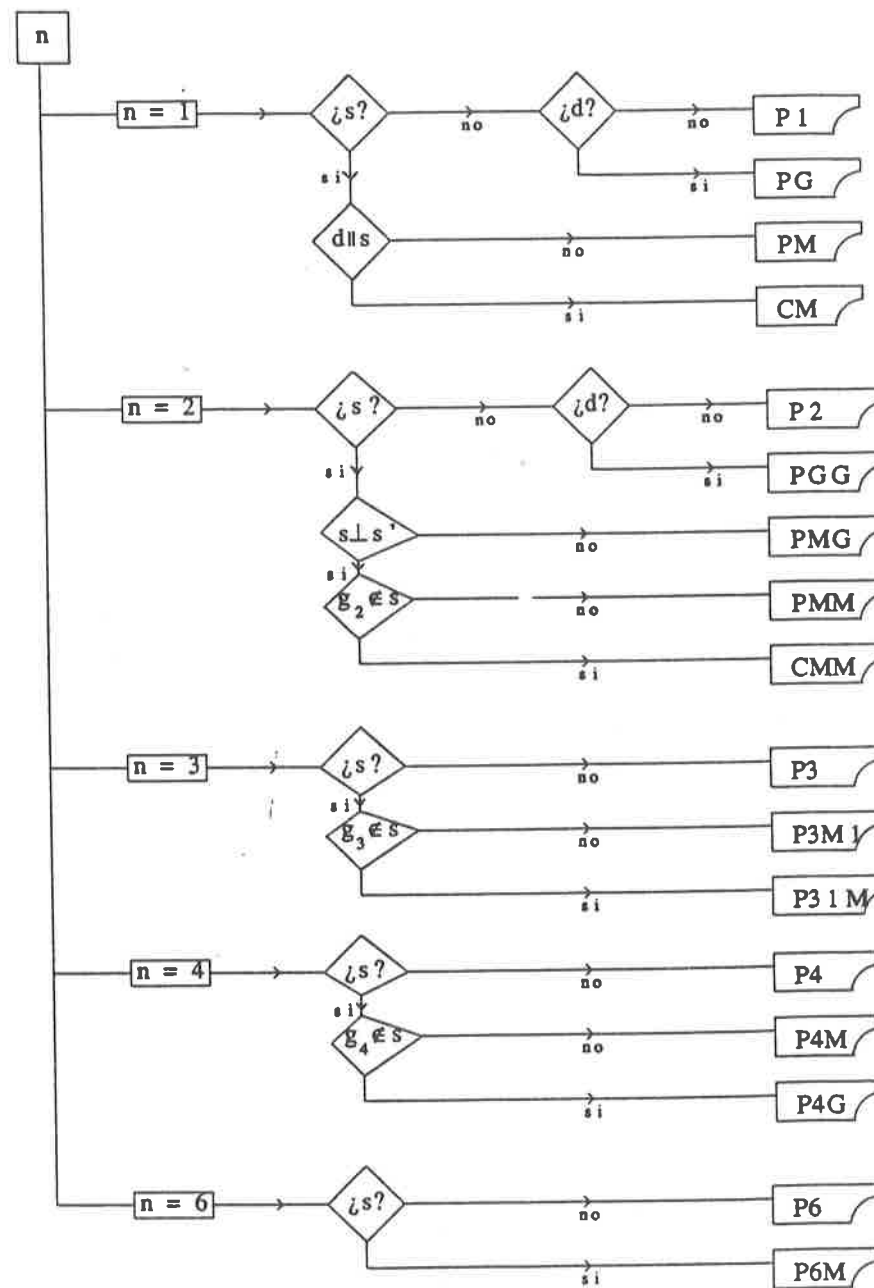 n
n = 1 ¿s? no ¿d? no P1
si si PG
d||s no PM
si CM
n = 2 ¿s? no ¿d? no P2
si si PGG
s⊥s' no PMG
si
g₂∉s no PMM
si CMM
n = 3 ¿s? no P3
si
g₃∉s no P3M1
si P31M
n = 4 ¿s? no P4
si
g₄∉s no P4M
si P4G
n = 6 ¿s? no P6
si P6M